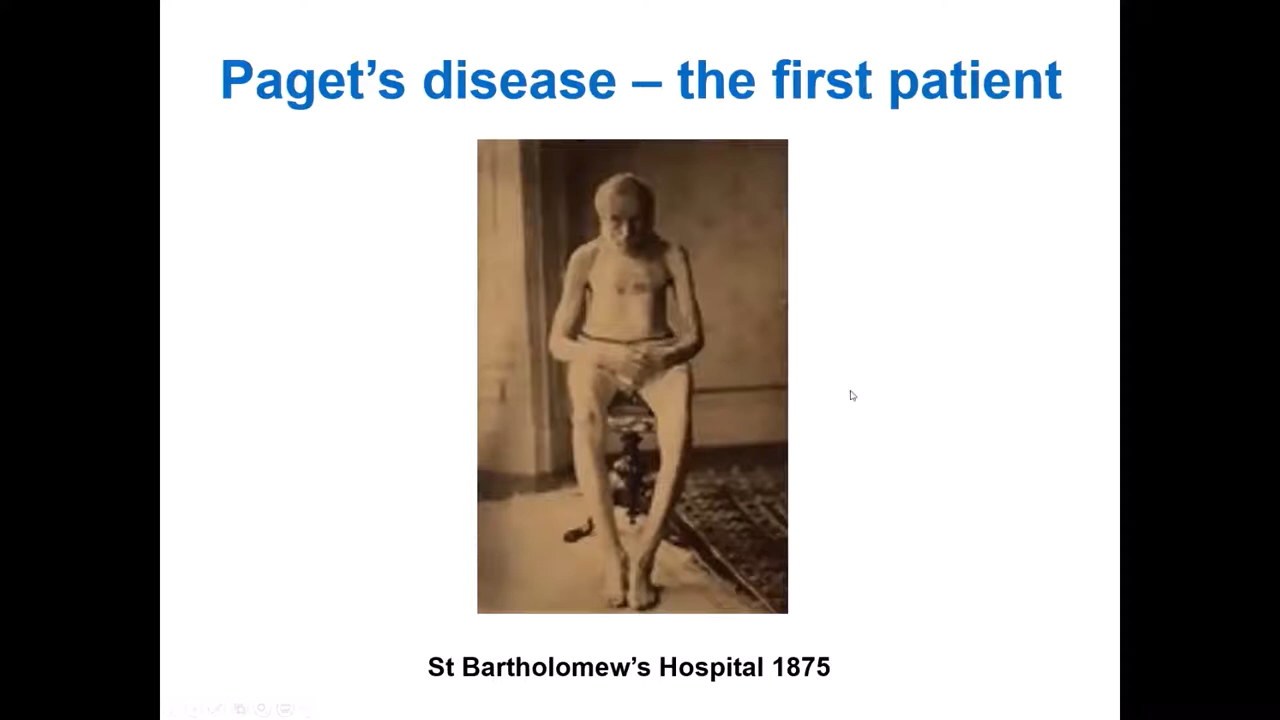 Paget’s disease – the first patient
St Bartholomew’s Hospital 1875